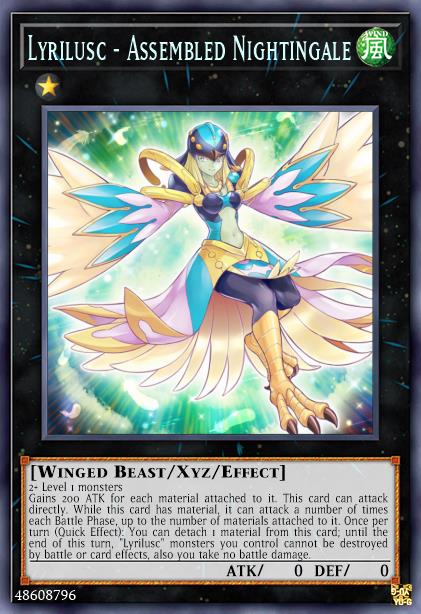 Lyrilusc - Assembled Nightingale
WIND
風
[Winged Beast/Xyz/Effect]
2+ Level 1 monsters
Gains 200 ATK for each material attached to it. This card can attack
directly. While this card has material, it can attack a number of times
each Battle Phase, up to the number of materials attached to it. Once per
turn (Quick Effect): You can detach 1 material from this card; until the
end of this turn, "Lyrilusc" monsters you control cannot be destroyed
by battle or card effects, also you take no battle damage.
ATK/ 0 DEF/ 0
48608796